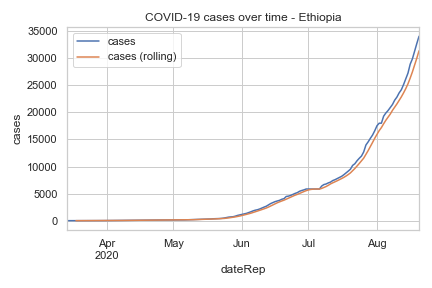 COVID-19 cases over time - Ethiopia
cases
cases (rolling)
35000
30000
25000
20000
15000
10000
5000
0
cases
Apr
2020
May
Jun
Jul
Aug
dateRep